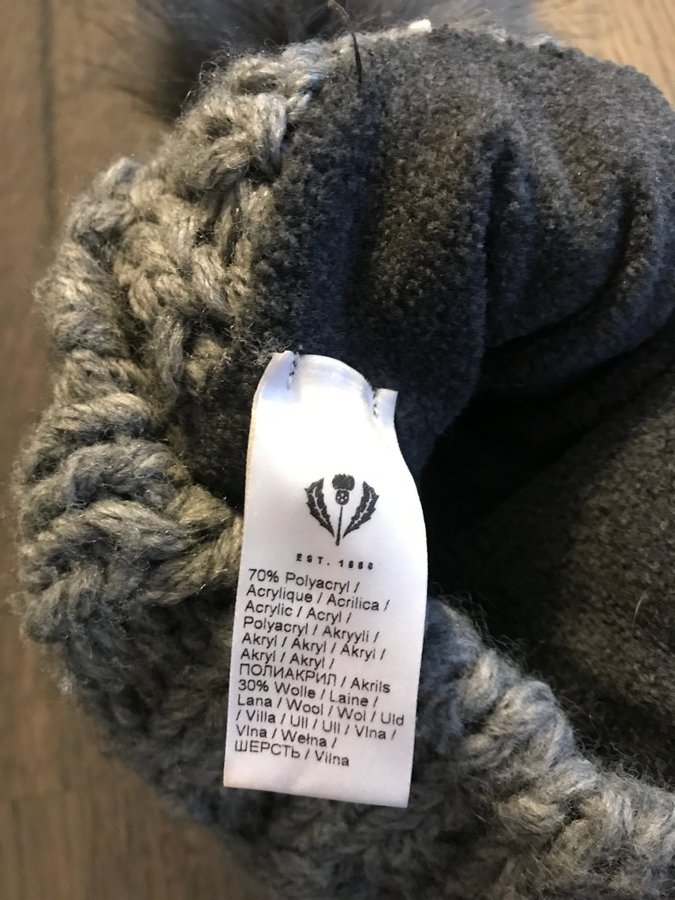 EST. 1868
70% Polyacryl /
Acrylique / Acrilica /
Acrylic / Acryl /
Polyacryl / Akryyli /
Akryl / Akryl / Akryl /
Akryl / Akryl /
ПОЛИАКРИЛ / Akrils
30% Wolle / Laine /
Lana / Wool / Wol / Uld
/ Villa / Ull / Ull / Vlna /
Vlna / Wełna /
ШЕРСТЬ / Vilna